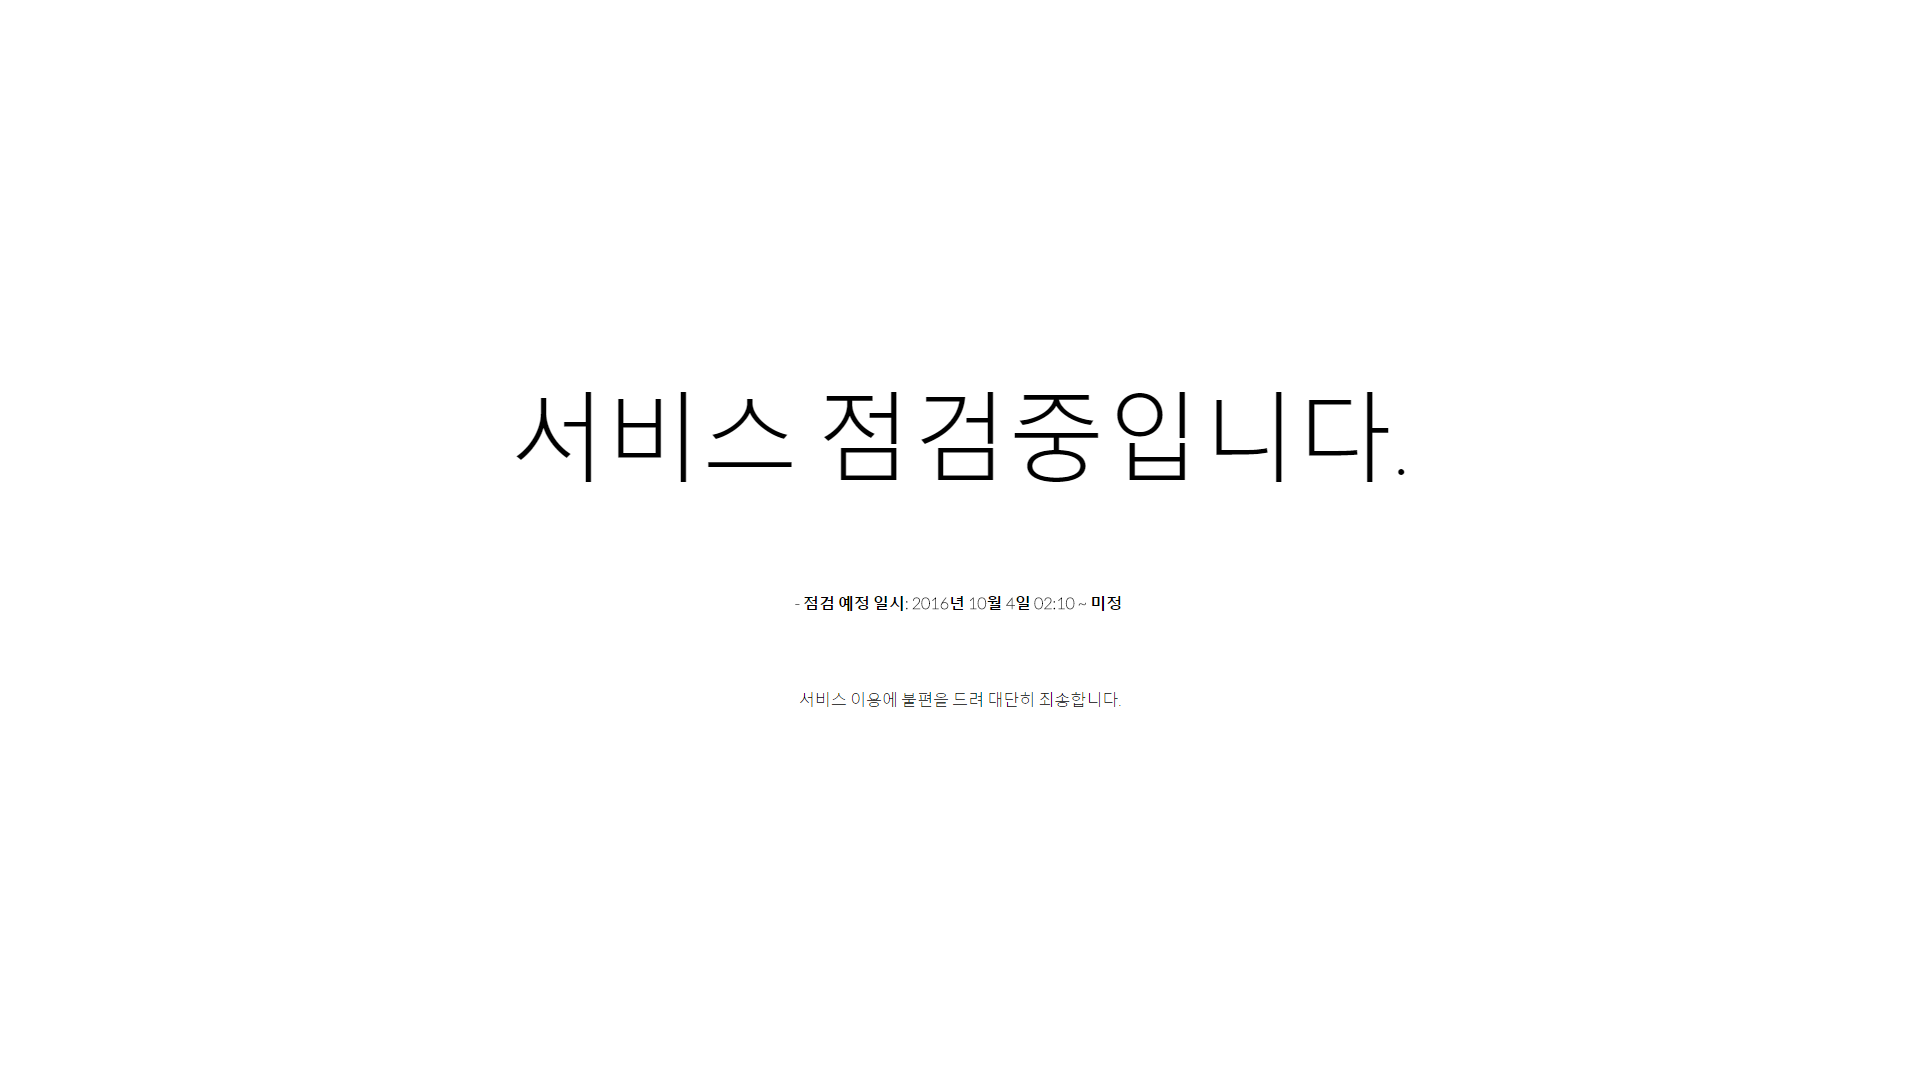 서비스 점검중입니다.
- 점검 예정 일시: 2016년 10월 4일 02:10 ~ 미정
서비스 이용에 불편을 드려 대단히 죄송합니다.